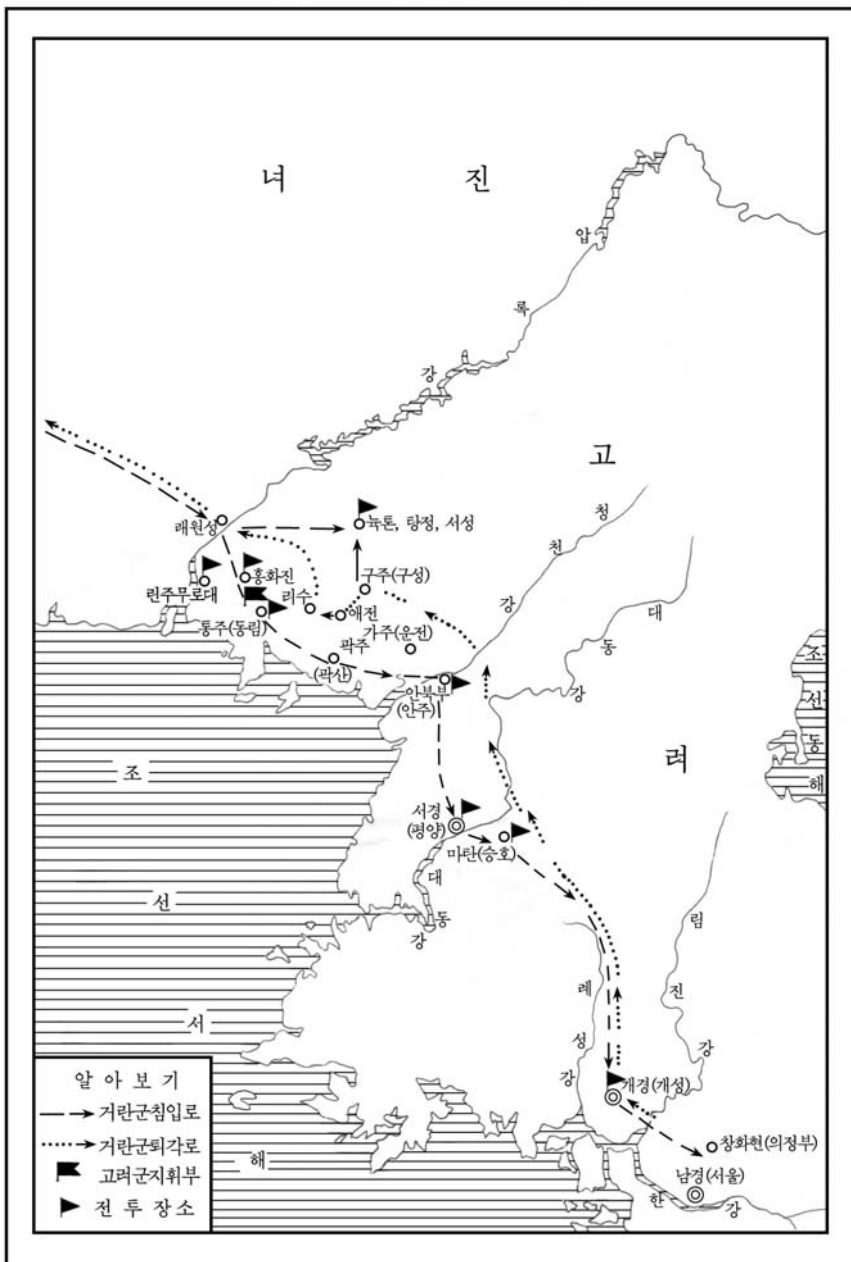 녀 진
압
록
강
고
청
천
강
대
동
강
래원성
늑톤, 탕정, 서성
린주무로대
흥화진
리수
구주(구성)
애전
통주(동림)
가주(운전)
곽주
(곽산)
안북부
(안주)
조
선
동
해
려
조
선
서
해
서경
(평양)
마탄(승호)
대
동
강
례
성
강
림
진
강
개경(개성)
창화현(의정부)
남경(서울)
한
강
알 아 보 기
거란군침입로
거란군퇴각로
고려군지휘부
전 투 장 소